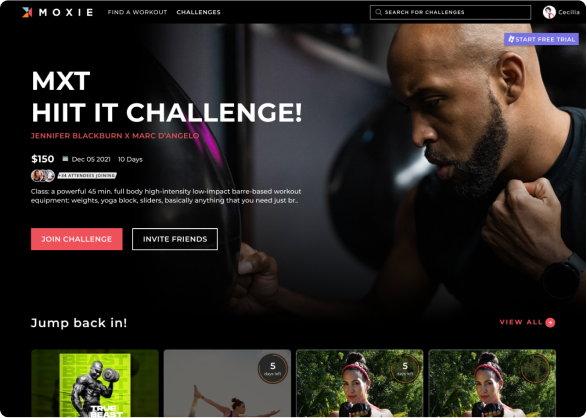 MOXIE
FIND A WORKOUT
CHALLENGES
SEARCH FOR CHALLENGES
Cecilia
START FREE TRIAL
MXT
HIIT IT CHALLENGE!
JENNIFER BLACKBURN X MARC D'ANGELO
$150
Dec 05 2021
10 Days
+36 ATTENDEES JOINING
Class: a powerful 45 min. full body high-intensity low-impact barre-based workout
equipment: weights, yoga block, sliders, basically anything that you need just br..
JOIN CHALLENGE
INVITE FRIENDS
Jump back in!
VIEW ALL
TRUE
BEAST
5
days left
5
days left